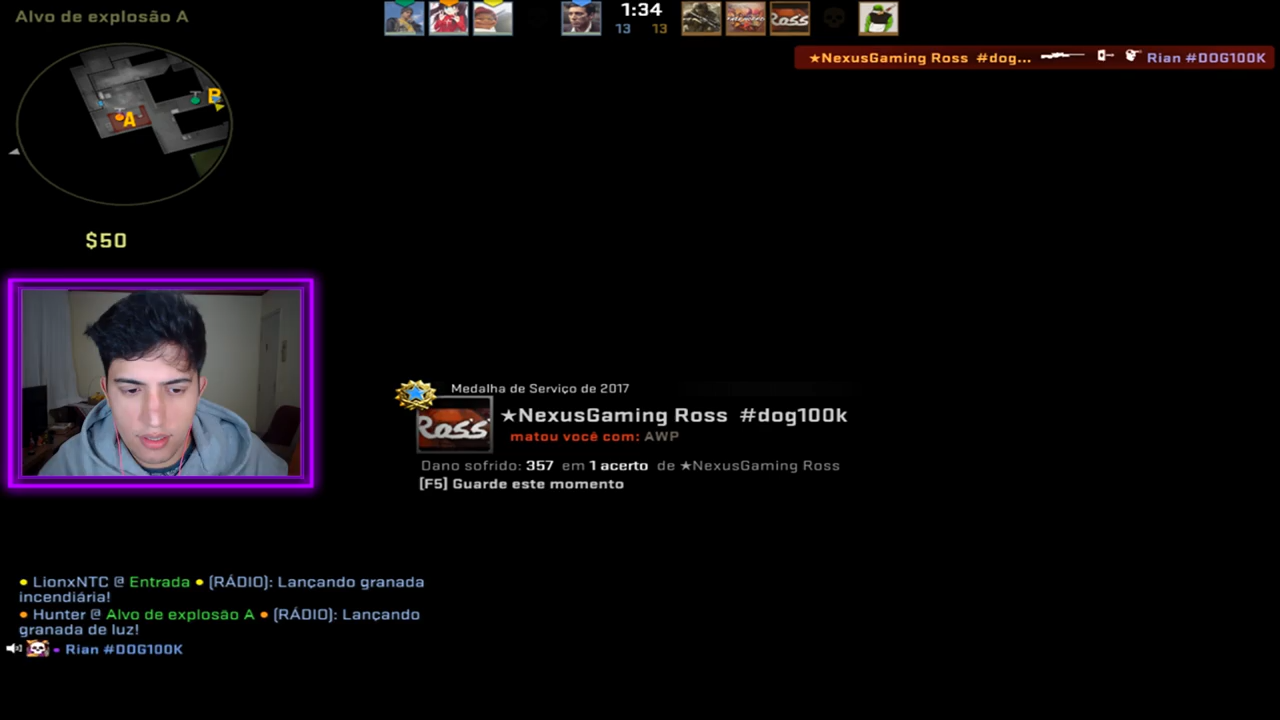 Alvo de explosão A
1:34
13 13
ROSS
★NexusGaming Ross #dog... Rian #DOG100K
A
B
$50
Medalha de Serviço de 2017
Ross
★NexusGaming Ross #dog100k
matou você com: AWP
Dano sofrido: 357 em 1 acerto de ★NexusGaming Ross
[F5] Guarde este momento
• LionxNTC @ Entrada • (RÁDIO): Lançando granada
incendiária!
• Hunter @ Alvo de explosão A • (RÁDIO): Lançando
granada de luz!
• Rian #DOG100K